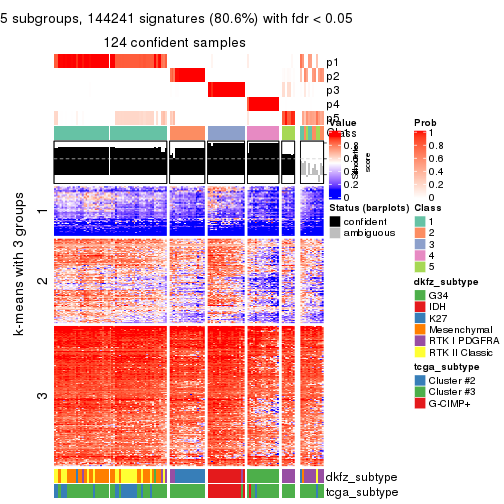 5 subgroups, 144241 signatures (80.6%) with fdr < 0.05
124 confident samples
p1
p2
p3
p4
p5
Class
Silhouette
score
1
2
3
k-means with 3 groups
dkfz_subtype
tcga_subtype
Value
1
0.8
0.6
0.4
0.2
0
Status (barplots)
confident
ambiguous
Prob
1
0.8
0.6
0.4
0.2
0
Class
1
2
3
4
5
dkfz_subtype
G34
IDH
K27
Mesenchymal
RTK I PDGFRA
RTK II Classic
tcga_subtype
Cluster #2
Cluster #3
G-CIMP+